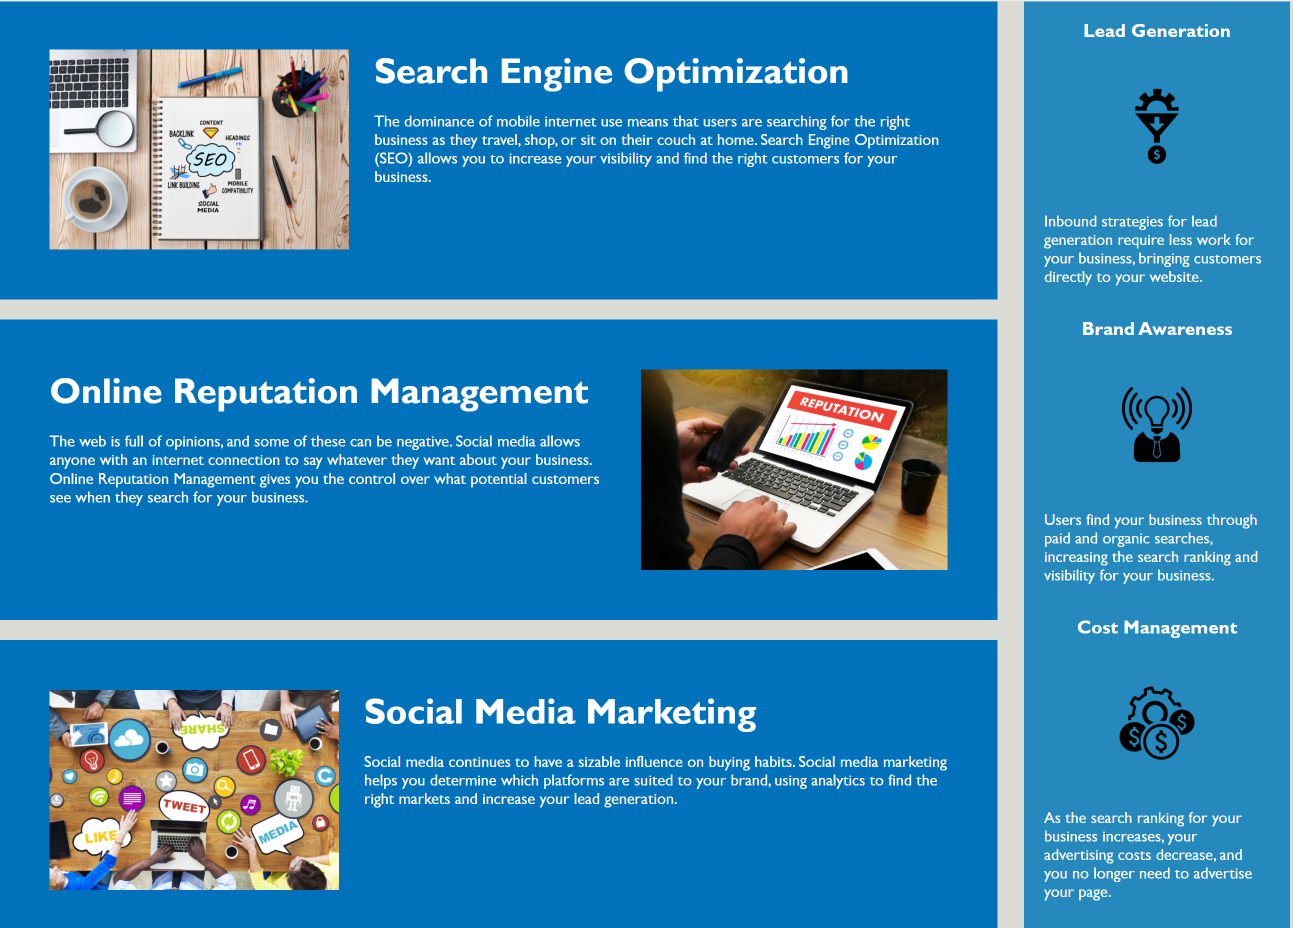 CONTENT
BACKLINK
HEADINGS
SEO
LINK BUILDING
MOBILE
COMPATIBILITY
SOCIAL
MEDIA
Search Engine Optimization
The dominance of mobile internet use means that users are searching for the right
business as they travel, shop, or sit on their couch at home. Search Engine Optimization
(SEO) allows you to increase your visibility and find the right customers for your
business.
Online Reputation Management
The web is full of opinions, and some of these can be negative. Social media allows
anyone with an internet connection to say whatever they want about your business.
Online Reputation Management gives you the control over what potential customers
see when they search for your business.
REPUTATION
SHARE
TWEET
LIKE
MEDIA
Social Media Marketing
Social media continues to have a sizable influence on buying habits. Social media marketing
helps you determine which platforms are suited to your brand, using analytics to find the
right markets and increase your lead generation.
Lead Generation
$
Inbound strategies for lead
generation require less work for
your business, bringing customers
directly to your website.
Brand Awareness
Users find your business through
paid and organic searches,
increasing the search ranking and
visibility for your business.
Cost Management
$ $ $
As the search ranking for your
business increases, your
advertising costs decrease, and
you no longer need to advertise
your page.